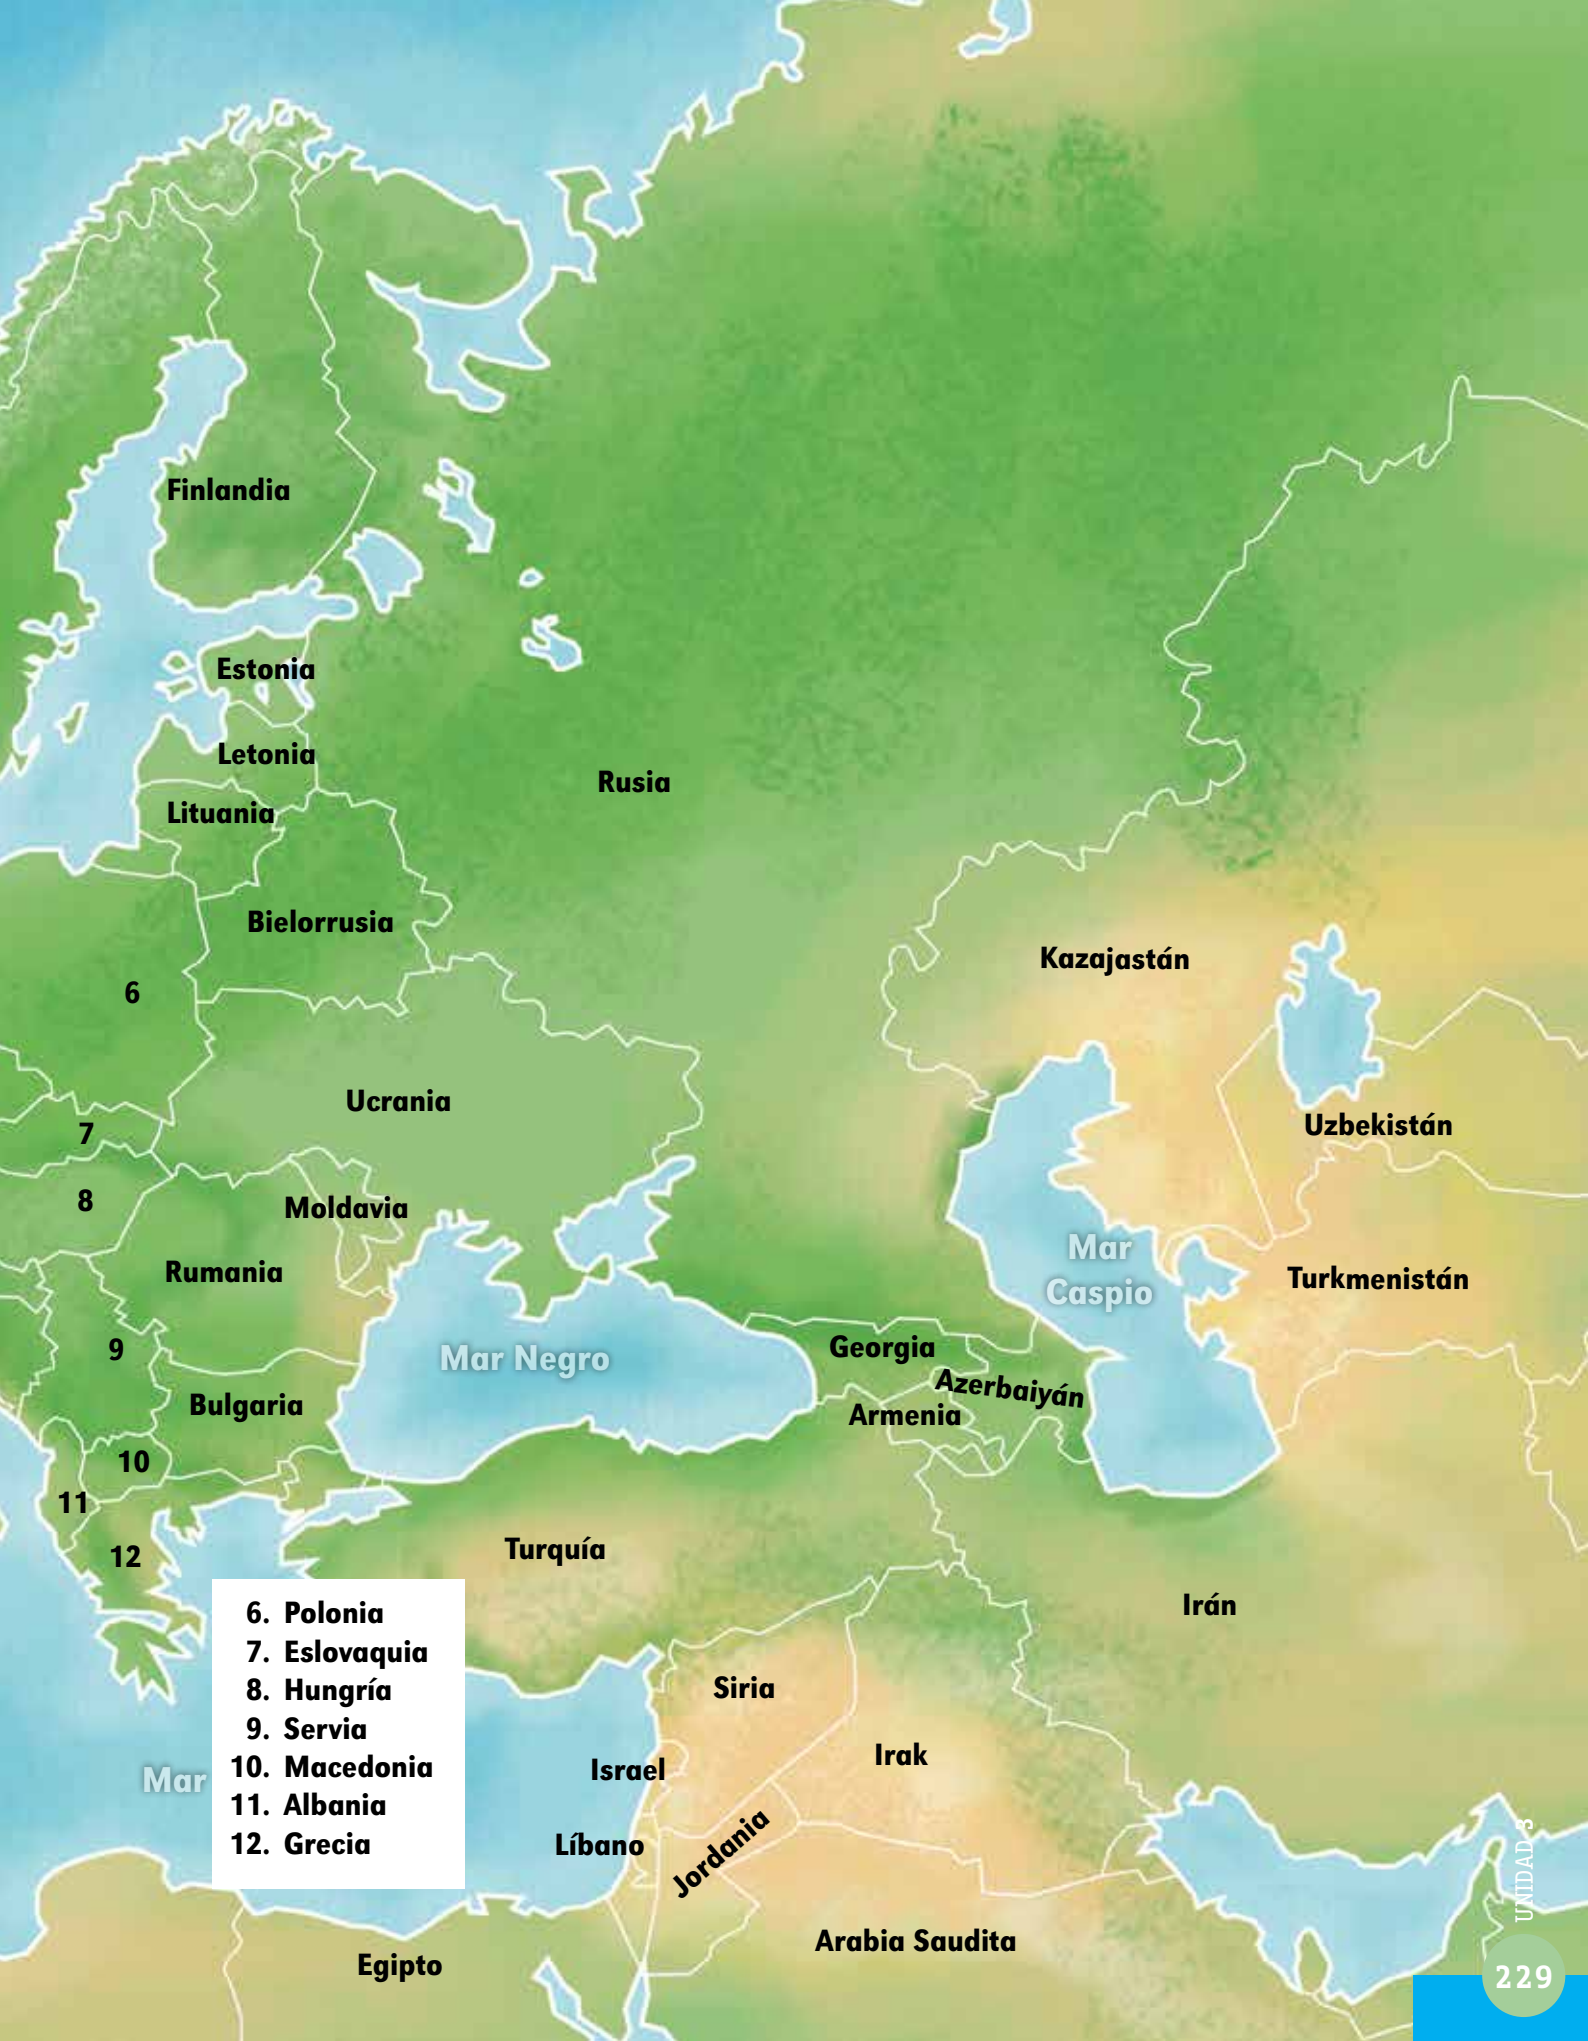 Finlandia
Estonia
Letonia
Rusia
Lituania
Bielorrusia
Kazajastán
6
Ucrania
Uzbekistán
7
8
Moldavia
Mar
Caspio
Rumania
Turkmenistán
9
Mar Negro
Georgia
Azerbaiyán
Bulgaria
Armenia
10
11
12
Turquía
Irán
6. Polonia
7. Eslovaquia
8. Hungría
9. Servia
10. Macedonia
11. Albania
12. Grecia
Siria
Irak
Israel
Mar
Líbano
Jordania
Arabia Saudita
Egipto
UNIDAD 3
229